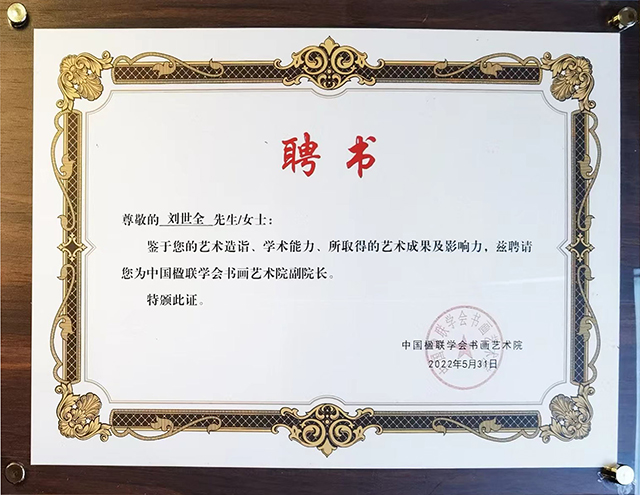 聘书
尊敬的 刘世全 先生/女士：
鉴于您的艺术造诣、学术能力、所取得的艺术成果及影响力，兹聘请
您为中国楹联学会书画艺术院副院长。
特颁此证。
中国楹联学会书画艺术院
2022年5月31日